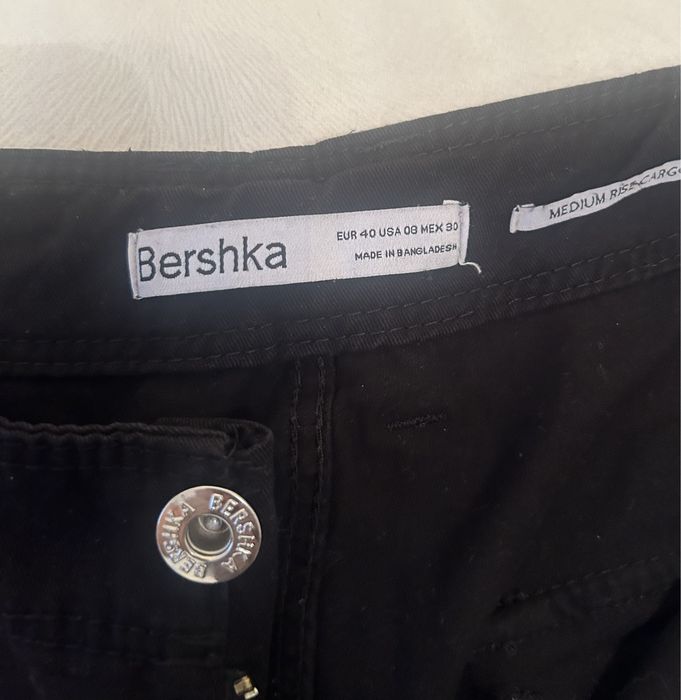 Bershka
EUR 40 USA 08 MEX 30
MADE IN BANGLADESH
MEDIUM RISE CARGO
BERSHKA BERSHKA